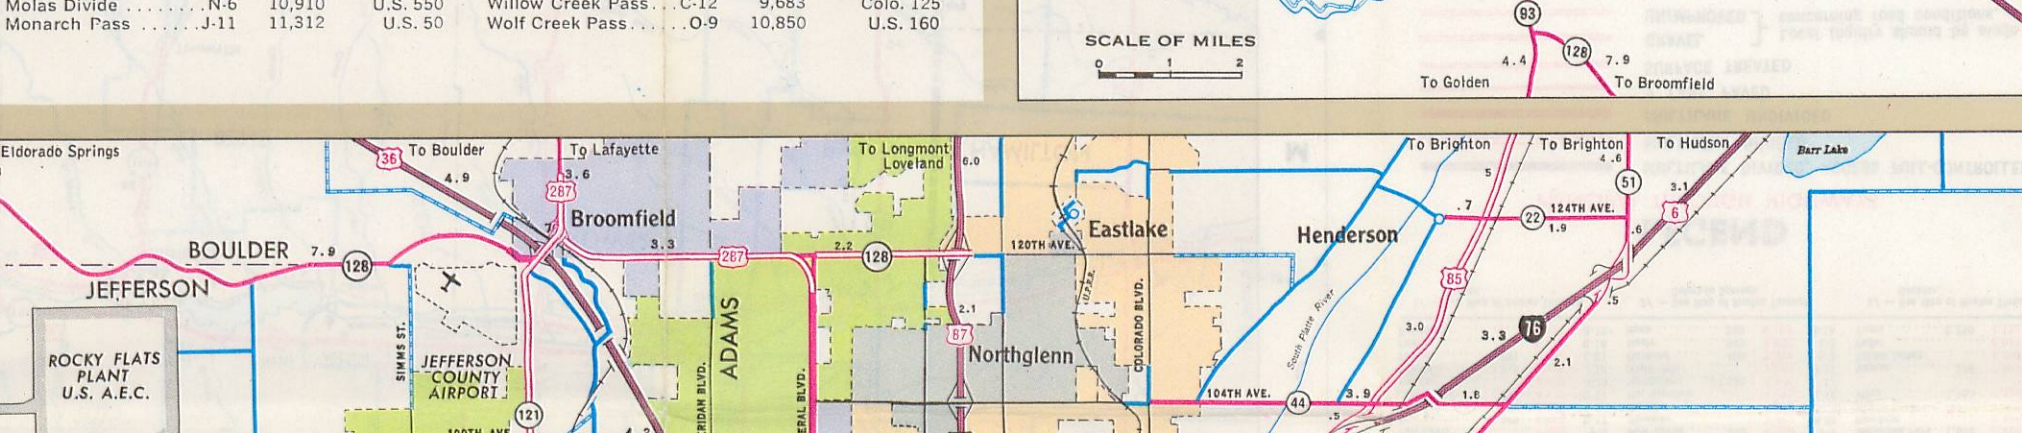 Molas Divide ........N-6 10,910 U.S. 550
Monarch Pass ......J-11 11,312 U.S. 50
Willow Creek Pass...C-12 9,683 Colo. 125
Wolf Creek Pass.......O-9 10,850 U.S. 160
SCALE OF MILES
0 1 2
93
128
4.4
7.9
To Golden
To Broomfield
Eldorado Springs
36
To Boulder
4.9
To Lafayette
3.6
287
To Longmont
Loveland
6.0
To Brighton
5
To Brighton
4.6
To Hudson
Barr Lake
51
3.1
6
Broomfield
Eastlake
Henderson
.7
22
124TH AVE.
1.9
.6
BOULDER
7.9
128
JEFFERSON
3.3
287
2.2
128
120TH AVE.
U.P.R.R.
85
2.1
87
South Platte River
3.0
3.3
76
.5
2.1
ROCKY FLATS
PLANT
U.S. A.E.C.
SIMMS ST.
JEFFERSON
COUNTY
AIRPORT
ADAMS
Northglenn
COLORADO BLVD.
121
RIDAN BLVD.
ERAL BLVD.
104TH AVE.
44
3.9
.5
1.8